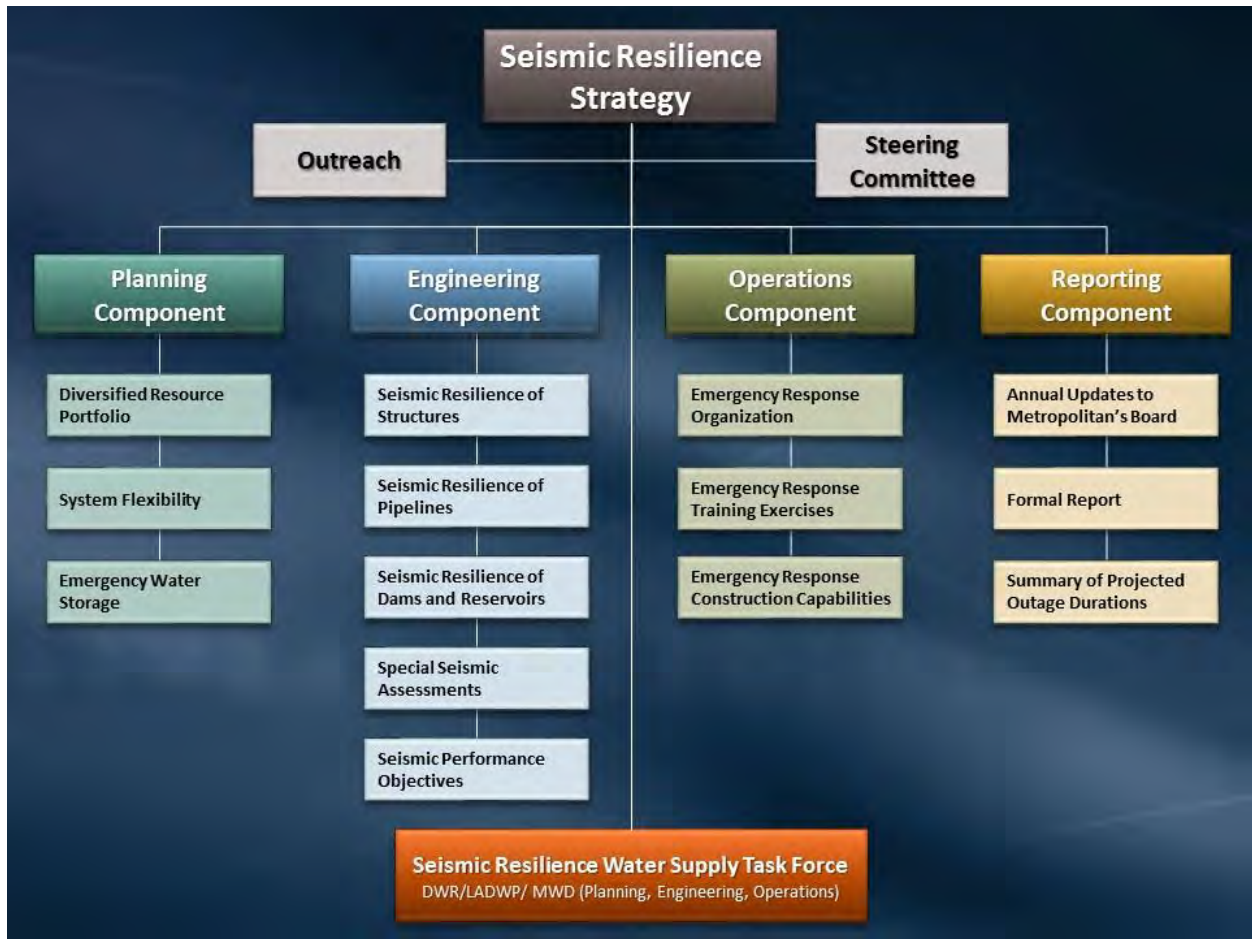 Seismic Resilience
Strategy
Outreach
Steering
Committee
Planning
Component
Diversified Resource
Portfolio
System Flexibility
Emergency Water
Storage
Engineering
Component
Seismic Resilience of
Structures
Seismic Resilience of
Pipelines
Seismic Resilience of
Dams and Reservoirs
Special Seismic
Assessments
Seismic Performance
Objectives
Operations
Component
Emergency Response
Organization
Emergency Response
Training Exercises
Emergency Response
Construction Capabilities
Reporting
Component
Annual Updates to
Metropolitan's Board
Formal Report
Summary of Projected
Outage Durations
Seismic Resilience Water Supply Task Force
DWR/LADWP/ MWD (Planning, Engineering, Operations)